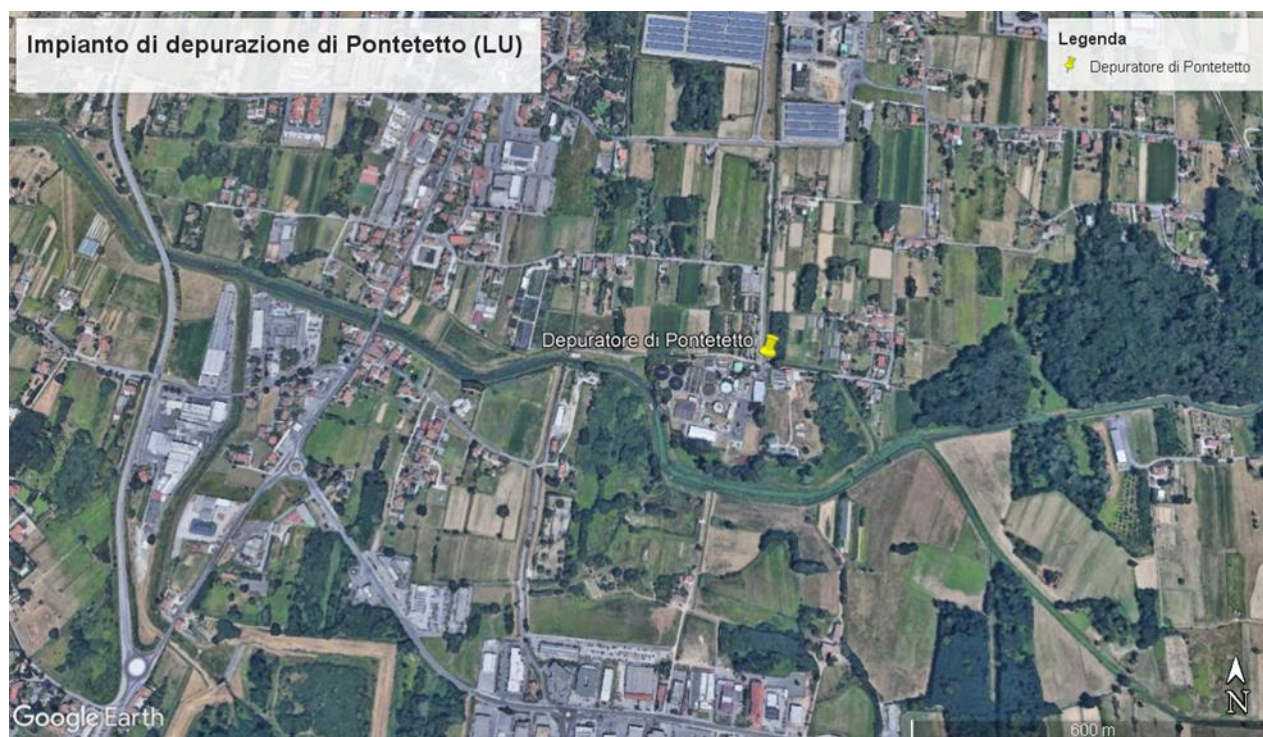 Impianto di depurazione di Pontetetto (LU)
Legenda
Depuratore di Pontetetto
Depuratore di Pontetetto
Google Earth
N
600 m